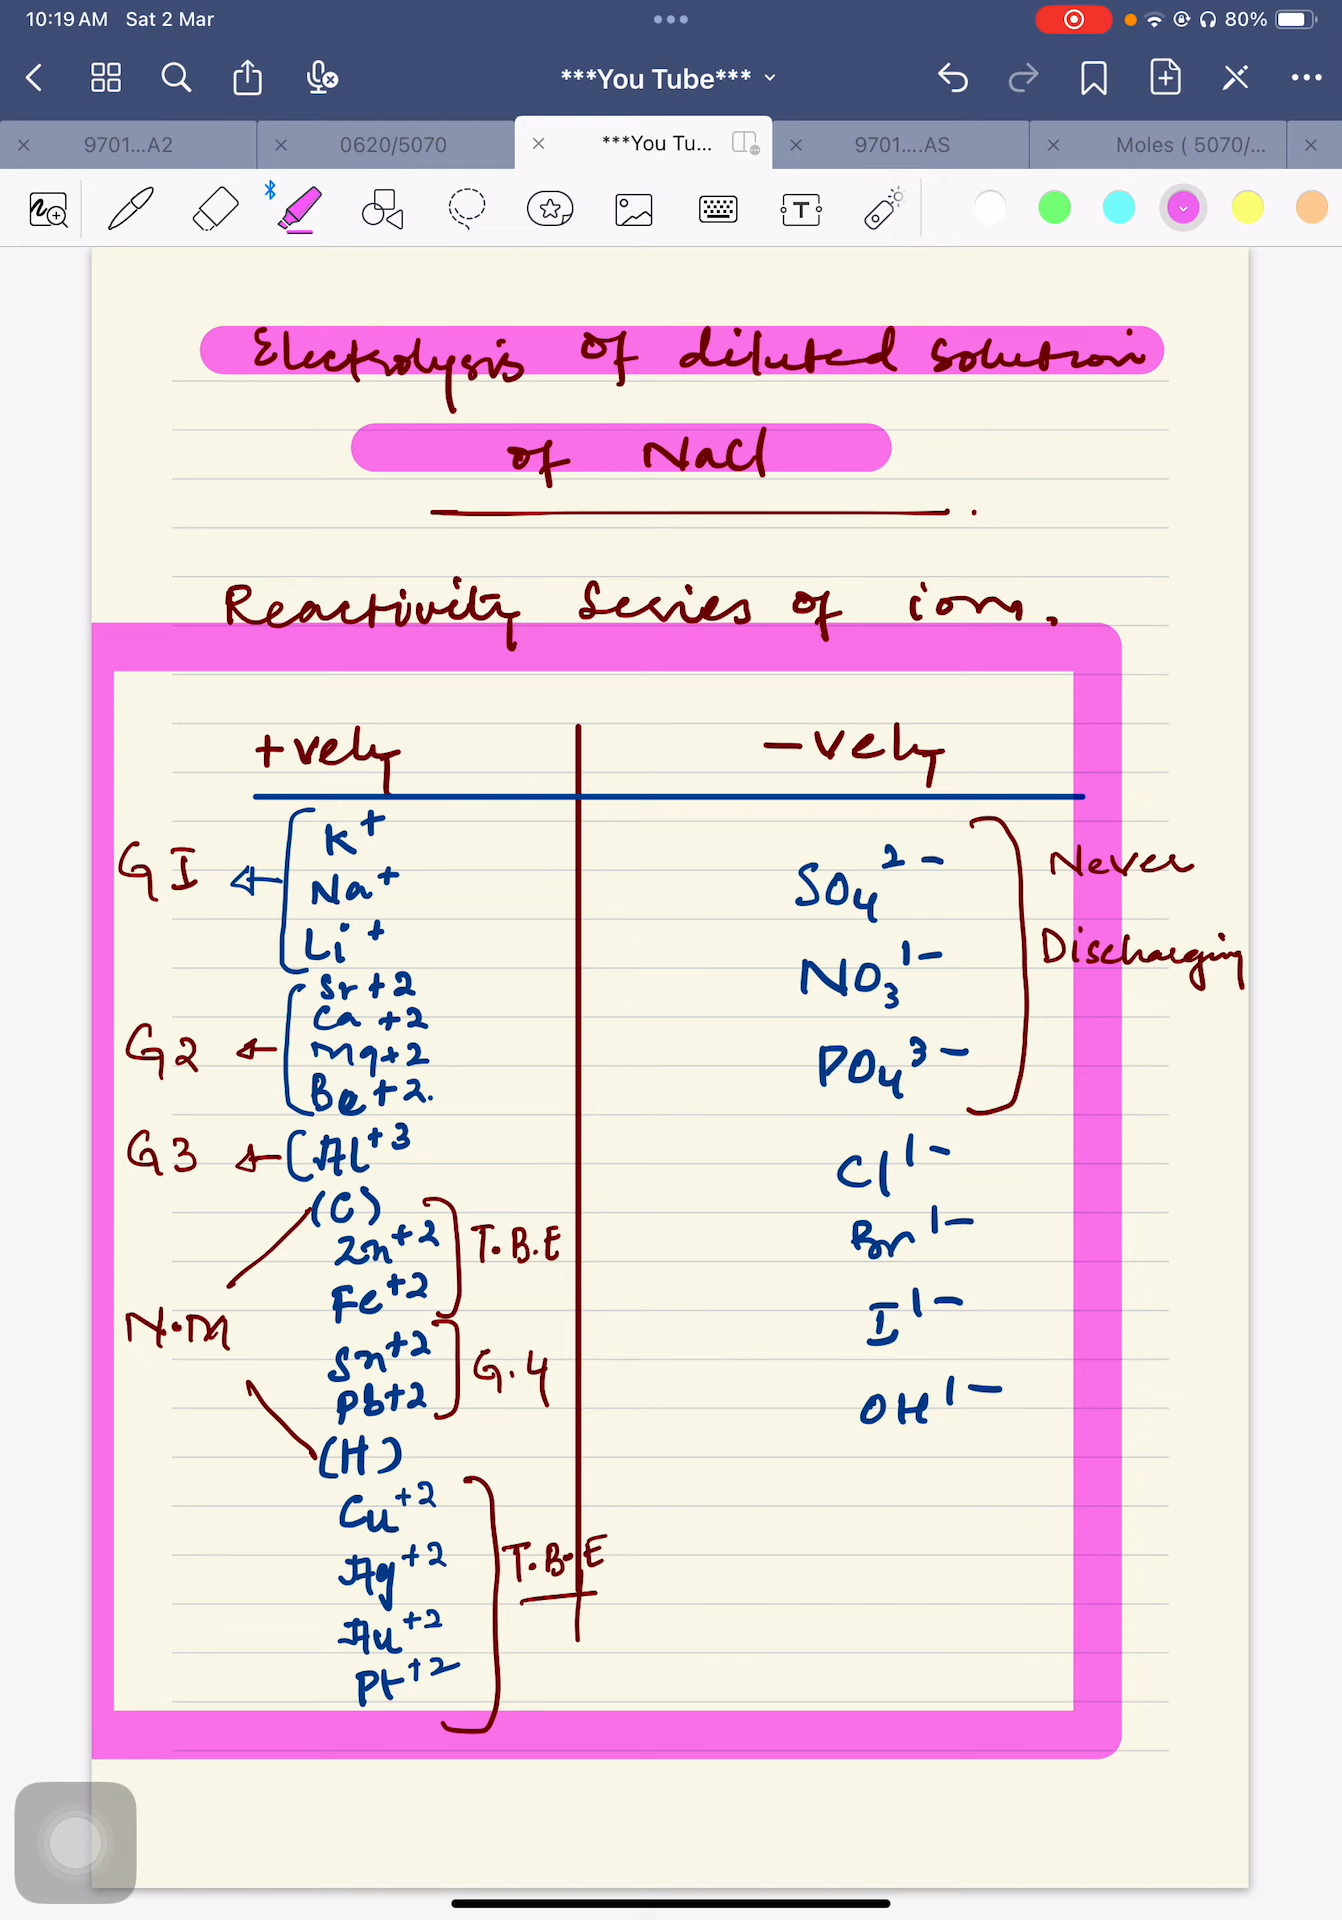 10:19 AM Sat 2 Mar
80%
***You Tube***
9701...A2
0620/5070
***You Tu...
9701....AS
Moles ( 5070/...
Electrolysis of diluted solution
of NaCl
Reactivity Series of ions.
+vely
-vely
GI
K+
Na+
Li+
G2
Sr+2
Ca+2
Mg+2
Be+2.
G3
Al+3
N.M
(C)
Zn+2
Fe+2
T.B.E
Sn+2
Pb+2
G.4
(H)
Cu+2
Ag+2
Au+2
Pt+2
T.B.E
SO4 2-
NO3 1-
PO4 3-
Never
Discharging
Cl 1-
Br 1-
I 1-
OH 1-